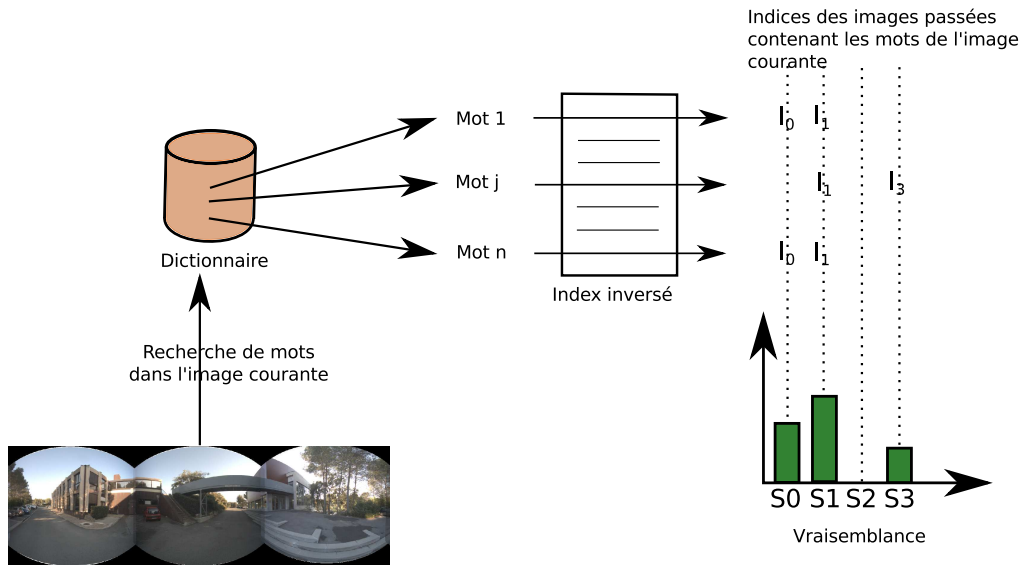 Indices des images passées
contenant les mots de l'image
courante
Mot 1
I0 I1
Mot j
I1 I3
Mot n
I0 I1
Dictionnaire
Index inversé
Recherche de mots
dans l'image courante
S0 S1 S2 S3
Vraisemblance